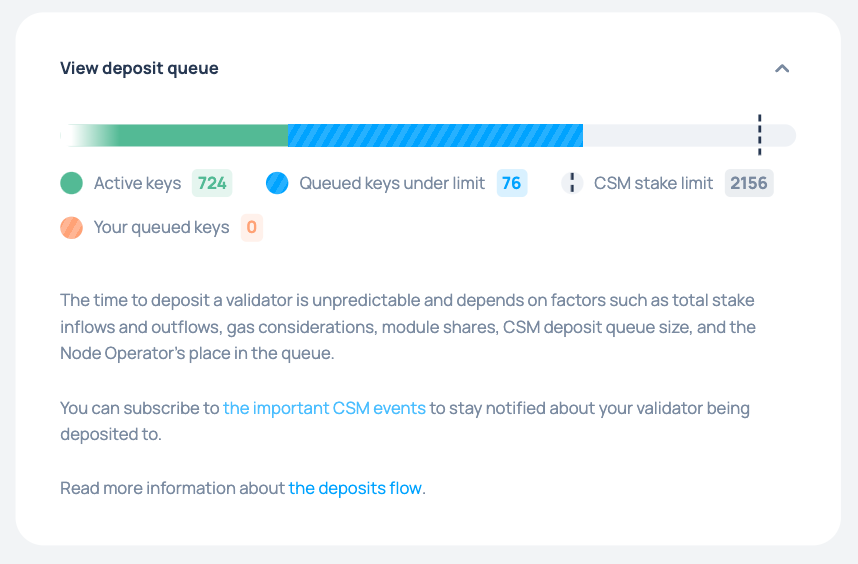 View deposit queue
Active keys 724 Queued keys under limit 76 CSM stake limit 2156
Your queued keys 0
The time to deposit a validator is unpredictable and depends on factors such as total stake
inflows and outflows, gas considerations, module shares, CSM deposit queue size, and the
Node Operator's place in the queue.
You can subscribe to the important CSM events to stay notified about your validator being
deposited to.
Read more information about the deposits flow.